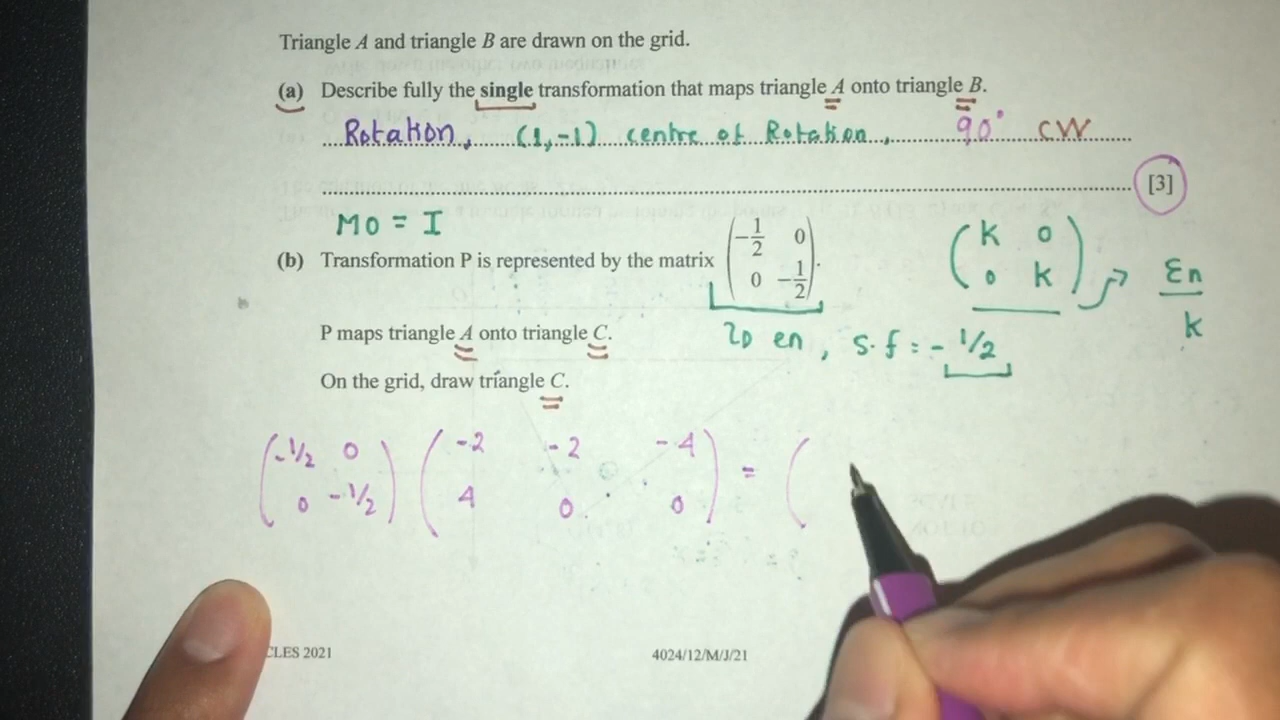 Triangle A and triangle B are drawn on the grid.
(a) Describe fully the single transformation that maps triangle A onto triangle B.
Rotation, (1,-1) centre of Rotation, 90° CW
[3]
MO = I
(b) Transformation P is represented by the matrix (-1/2 0 0 -1/2).
(k 0 0 k) → En/k
P maps triangle A onto triangle C.
2D en, s.f = - 1/2
On the grid, draw triangle C.
(-1/2 0 (-2 -2 -4) = (
0 -1/2) 4 0 0
CLES 2021
4024/12/M/J/21